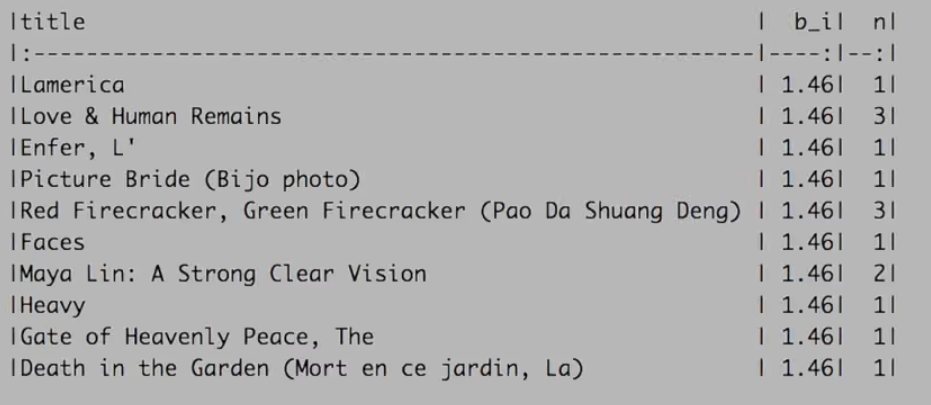 |title                                                    |  b_i|  n|
|:--------------------------------------------------------|----:|--:|
|Lamerica                                                 | 1.46|  1|
|Love & Human Remains                                     | 1.46|  3|
|Enfer, L'                                                | 1.46|  1|
|Picture Bride (Bijo photo)                               | 1.46|  1|
|Red Firecracker, Green Firecracker (Pao Da Shuang Deng) | 1.46|  3|
|Faces                                                    | 1.46|  1|
|Maya Lin: A Strong Clear Vision                          | 1.46|  2|
|Heavy                                                    | 1.46|  1|
|Gate of Heavenly Peace, The                              | 1.46|  1|
|Death in the Garden (Mort en ce jardin, La)              | 1.46|  1|